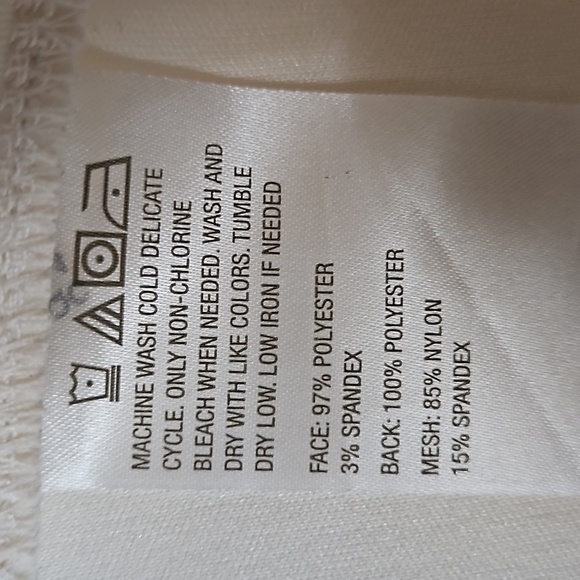 MACHINE WASH COLD DELICATE
CYCLE. ONLY NON-CHLORINE
BLEACH WHEN NEEDED. WASH AND
DRY WITH LIKE COLORS. TUMBLE
DRY LOW. LOW IRON IF NEEDED
FACE: 97% POLYESTER
3% SPANDEX
BACK: 100% POLYESTER
MESH: 85% NYLON
15% SPANDEX